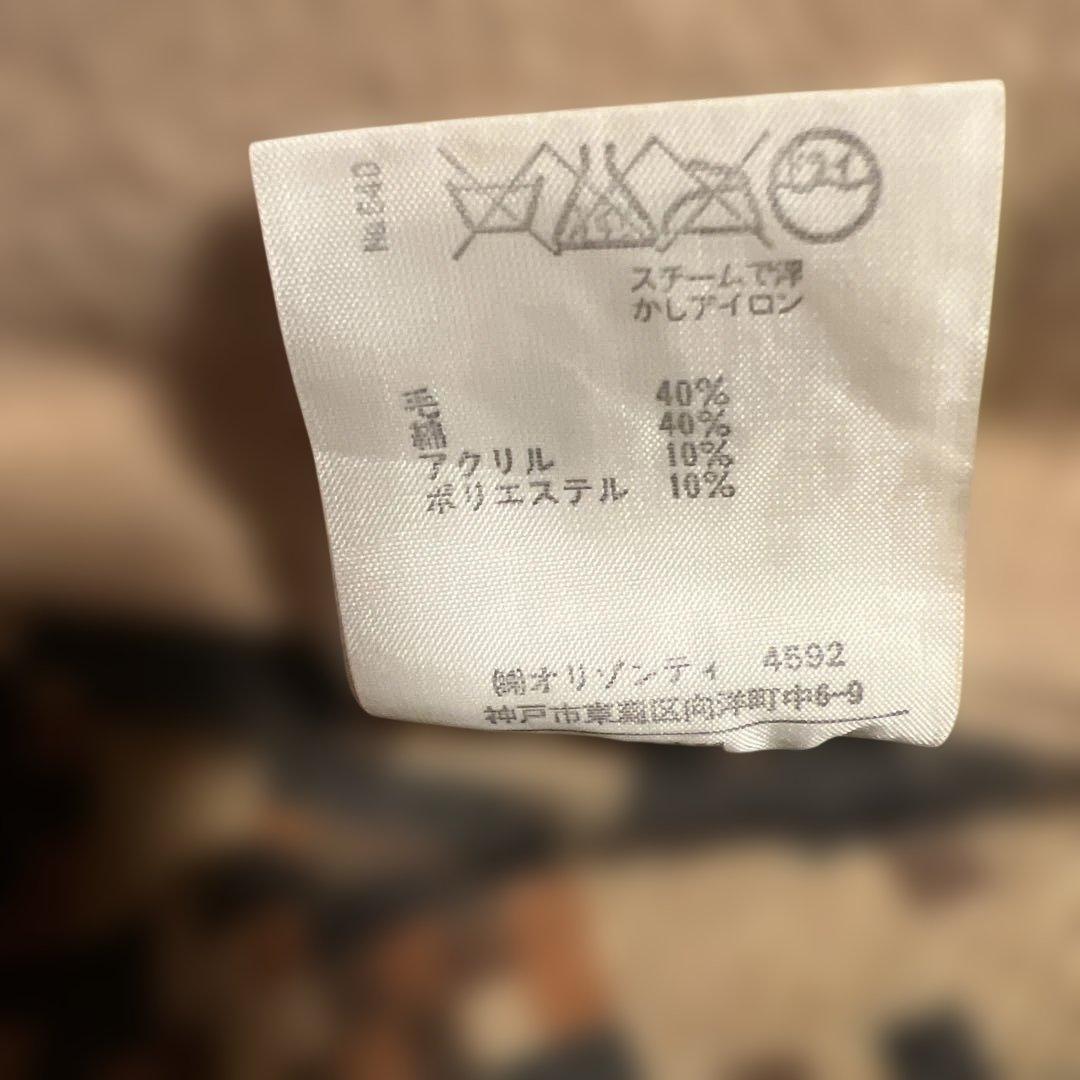 No.E40
ドライ
スチームで浮
かしアイロン
毛 40%
綿 40%
アクリル 10%
ポリエステル 10%
㈱オリゾンティ 4592
神戸市東灘区向洋町中6-9